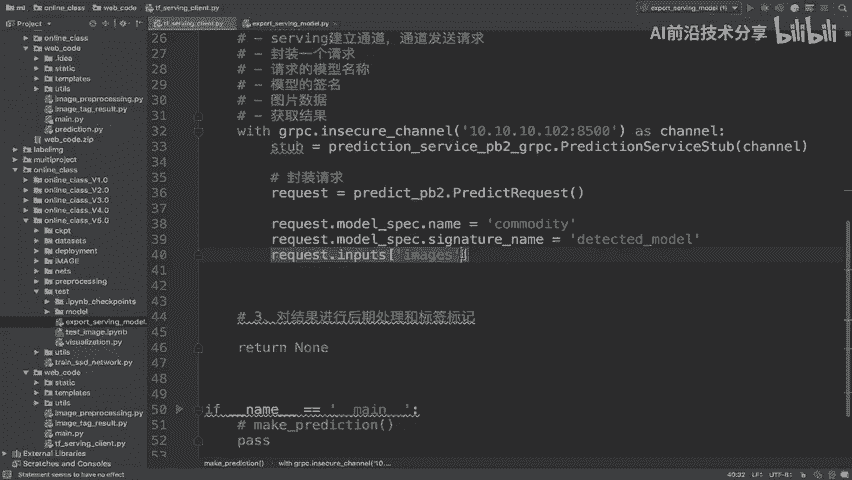 ml online_class web_code tf_serving_client.py export_serving_model (1)
Project tf_serving_client.py export_serving_model.py
AI前沿技术分享 bilibili
online_class
web_code
.idea
static
templates
utils
image_preprocessing.py
image_tag_result.py
main.py
prediction.py
web_code.zip
labelImg
multiproject
online_class
online_class_V1.0
online_class_V2.0
online_class_V3.0
online_class_V4.0
online_class_V5.0
ckpt
datasets
deployment
IMAGE
nets
preprocessing
test
.ipynb_checkpoints
model
export_serving_model.
test_image.ipynb
visualization.py
utils
train_ssd_network.py
web_code
static
templates
utils
image_preprocessing.py
image_tag_result.py
main.py
tf_serving_client.py
External Libraries
Scratches and Consoles
26 # - serving建立通道，通道发送请求
27 # - 封装一个请求
28 # - 请求的模型名称
29 # - 模型的签名
30 # - 图片数据
31 # - 获取结果
32 with grpc.insecure_channel('10.10.10.102:8500') as channel:
33 stub = prediction_service_pb2_grpc.PredictionServiceStub(channel)
34
35 # 封装请求
36 request = predict_pb2.PredictRequest()
37
38 request.model_spec.name = 'commodity'
39 request.model_spec.signature_name = 'detected_model'
40 request.inputs['images']
41
42
43
44 # 3、对结果进行后期处理和标签标记
45
46 return None
47
48
49
50 if __name__ == '__main__':
51 # make_prediction()
52 pass
53
make_prediction() with grpc.insecure_channel('10....
Statement seems to have no effect 40:32 LF: UTF-8: